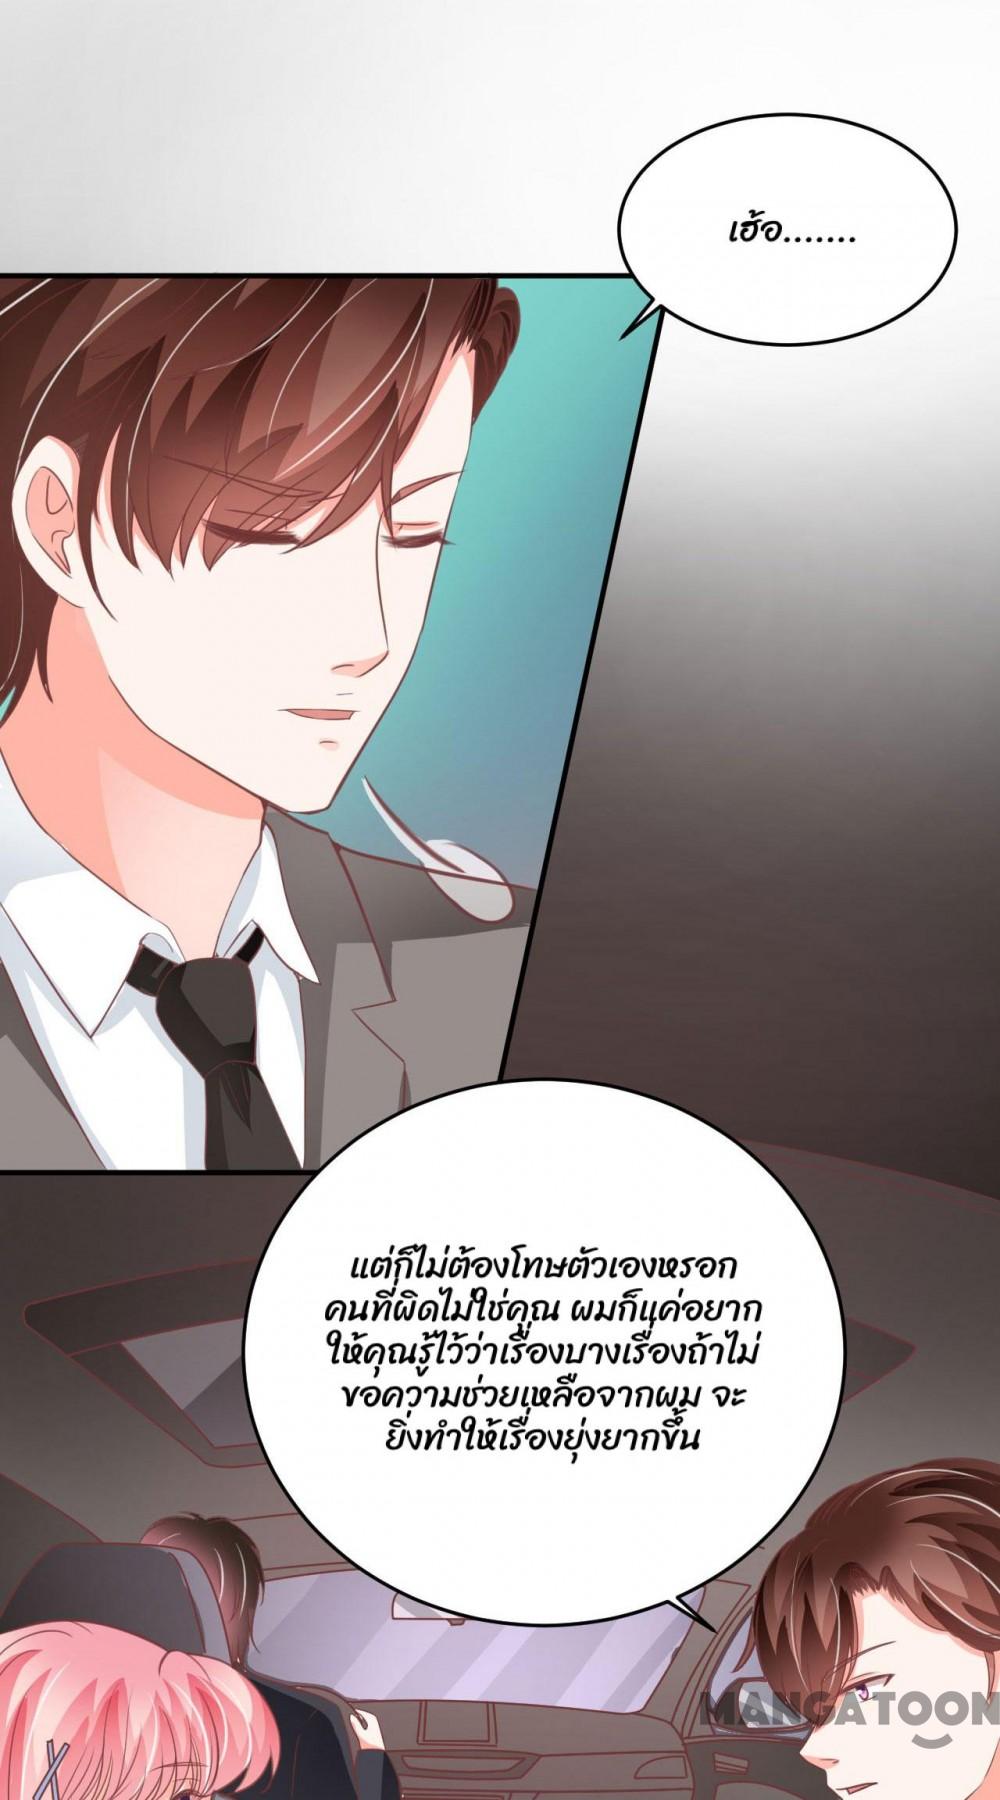 เฮ้อ.......
แต่ก็ไม่ต้องโทษตัวเองหรอก
คนที่ผิดไม่ใช่คุณ ผมก็แค่อยาก
ให้คุณรู้ไว้ว่าเรื่องบางเรื่องถ้าไม่
ขอความช่วยเหลือจากผม จะ
ยิ่งทำให้เรื่องยุ่งยากขึ้น
MANGATOON